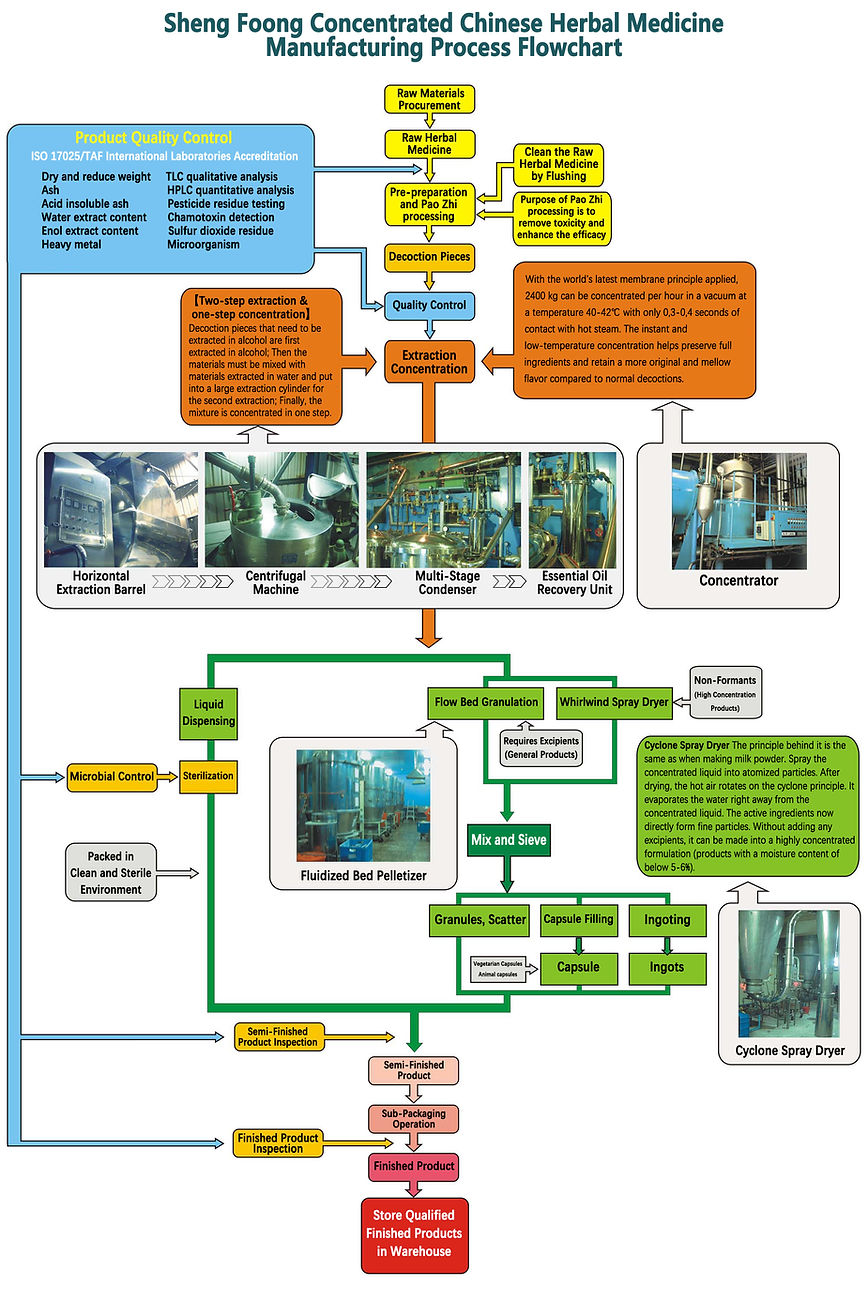 Sheng Foong Concentrated Chinese Herbal Medicine
Manufacturing Process Flowchart
Raw Materials
Procurement
Raw Herbal
Medicine
Product Quality Control
ISO 17025/TAF International Laboratories Accreditation
Dry and reduce weight
Ash
Acid insoluble ash
Water extract content
Enol extract content
Heavy metal
TLC qualitative analysis
HPLC quantitative analysis
Pesticide residue testing
Chamotoxin detection
Sulfur dioxide residue
Microorganism
Clean the Raw
Herbal Medicine
by Flushing
Pre-preparation
and Pao Zhi
processing
Purpose of Pao Zhi
processing is to
remove toxicity and
enhance the efficacy
Decoction Pieces
Quality Control
【Two-step extraction &
one-step concentration】
Decoction pieces that need to be
extracted in alcohol are first
extracted in alcohol; Then the
materials must be mixed with
materials extracted in water and put
into a large extraction cylinder for
the second extraction; Finally, the
mixture is concentrated in one step.
Extraction
Concentration
With the world's latest membrane principle applied,
2400 kg can be concentrated per hour in a vacuum at
a temperature 40-42℃ with only 0,3-0,4 seconds of
contact with hot steam. The instant and
low-temperature concentration helps preserve full
ingredients and retain a more original and mellow
flavor compared to normal decoctions.
Horizontal
Extraction Barrel
Centrifugal
Machine
Multi-Stage
Condenser
Essential Oil
Recovery Unit
Concentrator
Liquid
Dispensing
Flow Bed Granulation
Whirlwind Spray Dryer
Non-Formants
(High Concentration
Products)
Requires Excipients
(General Products)
Microbial Control
Sterilization
Cyclone Spray Dryer The principle behind it is the
same as when making milk powder. Spray the
concentrated liquid into atomized particles. After
drying, the hot air rotates on the cyclone principle. It
evaporates the water right away from the
concentrated liquid. The active ingredients now
directly form fine particles. Without adding any
excipients, it can be made into a highly concentrated
formulation (products with a moisture content of
below 5-6%).
Packed in
Clean and Sterile
Environment
Fluidized Bed Pelletizer
Mix and Sieve
Granules, Scatter
Capsule Filling
Ingoting
Vegetarian Capsules
Animal capsules
Capsule
Ingots
Cyclone Spray Dryer
Semi-Finished
Product Inspection
Semi-Finished
Product
Sub-Packaging
Operation
Finished Product
Inspection
Finished Product
Store Qualified
Finished Products
in Warehouse